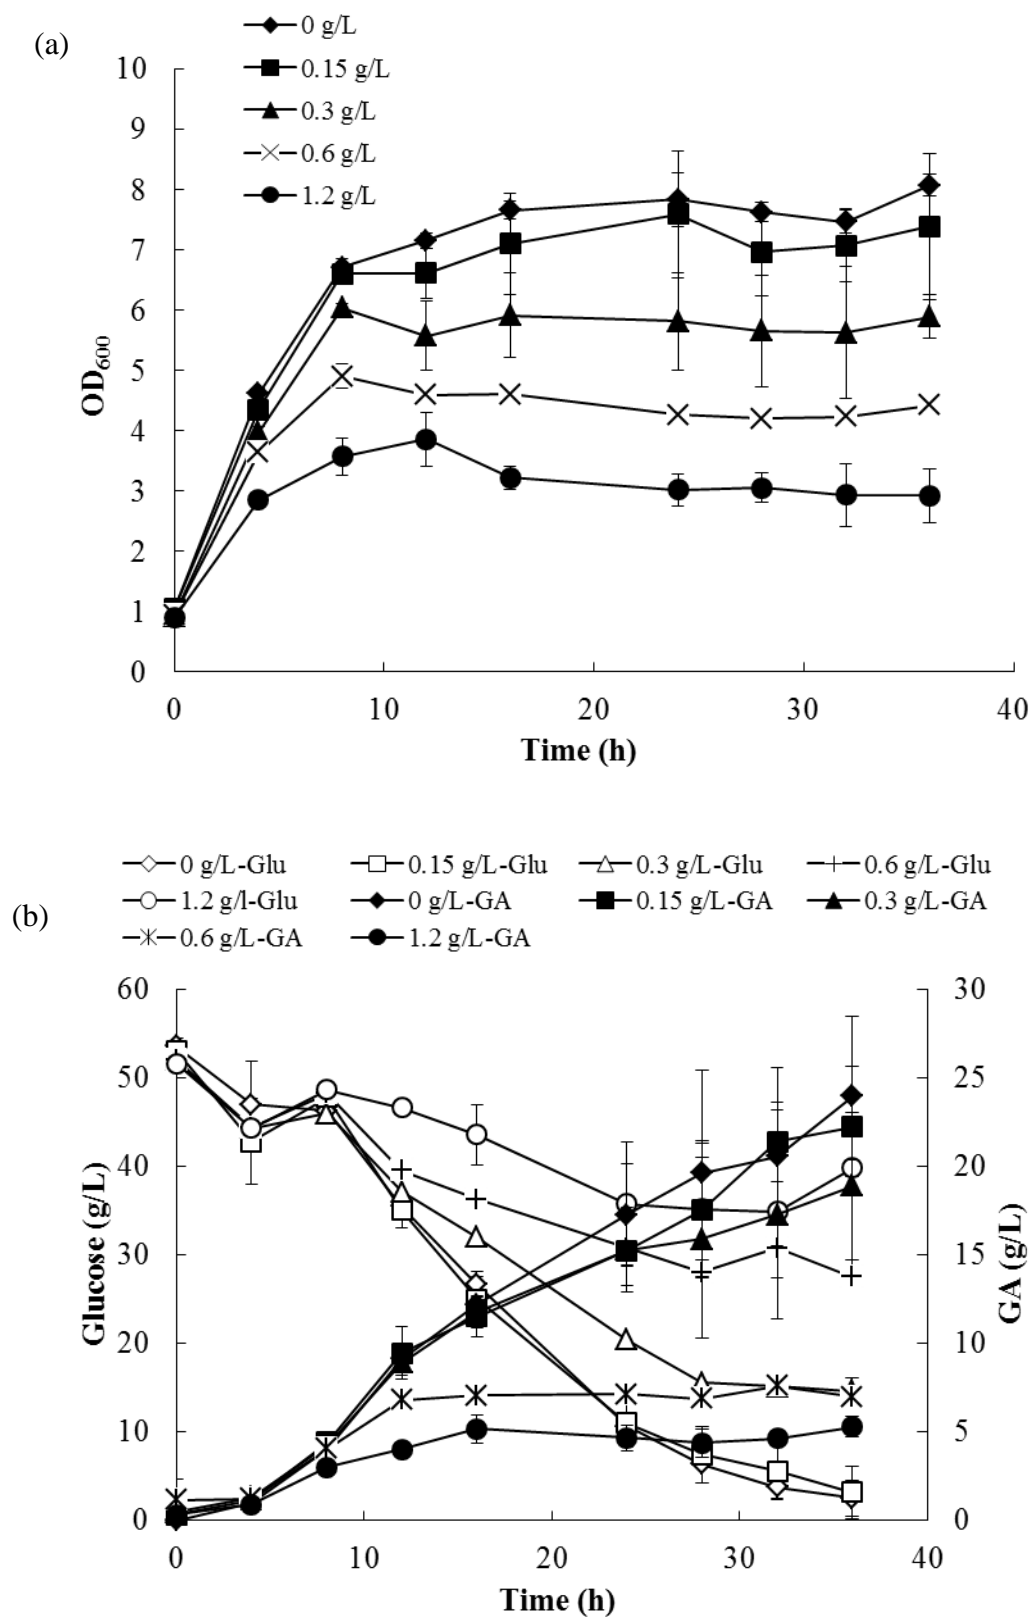 (a)
0 g/L
0.15 g/L
0.3 g/L
0.6 g/L
1.2 g/L
10
9
8
7
6
5
4
3
2
1
0
OD600
0 10 20 30 40
Time (h)
0 g/L-Glu 0.15 g/L-Glu 0.3 g/L-Glu 0.6 g/L-Glu
1.2 g/l-Glu 0 g/L-GA 0.15 g/L-GA 0.3 g/L-GA
0.6 g/L-GA 1.2 g/L-GA
(b)
60 30
50 25
40 20
30 15
20 10
10 5
0 0
Glucose (g/L)
GA (g/L)
0 10 20 30 40
Time (h)